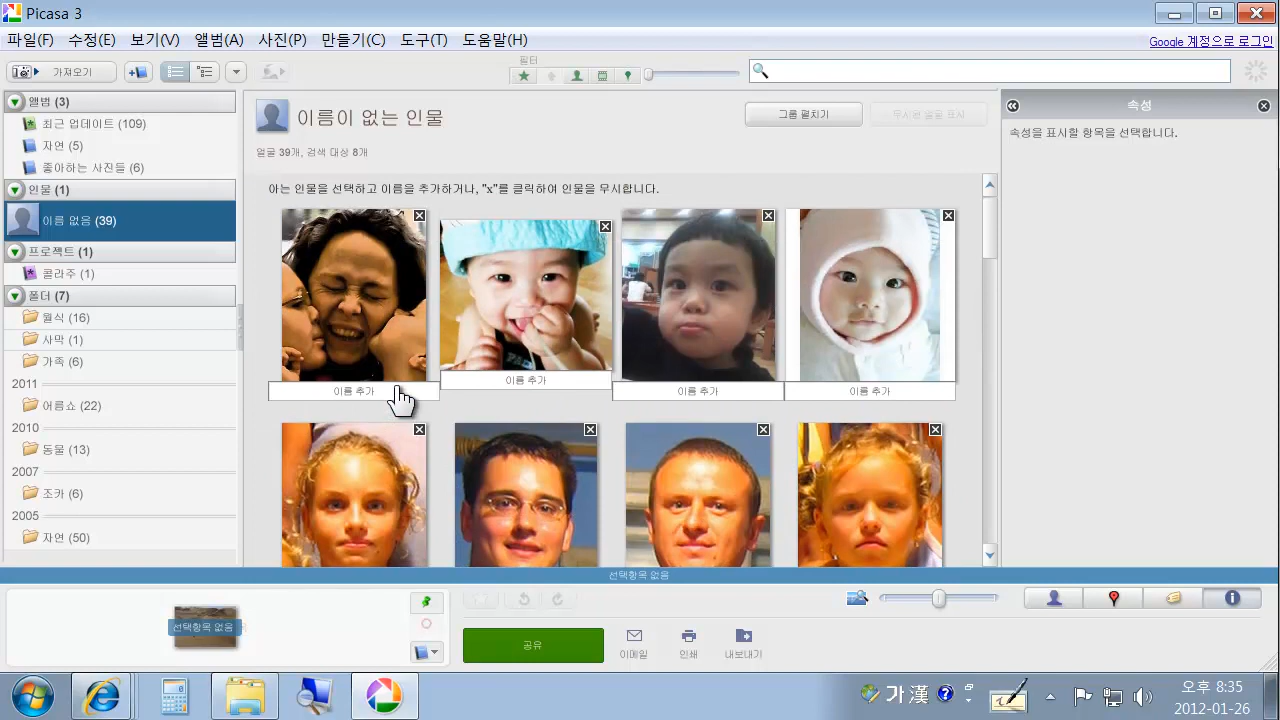 Picasa 3
파일(F) 수정(E) 보기(V) 앨범(A) 사진(P) 만들기(C) 도구(T) 도움말(H)
Google 계정으로 로그인
가져오기
필터
앨범 (3)
최근 업데이트 (109)
자연 (5)
좋아하는 사진들 (6)
인물 (1)
이름 없음 (39)
프로젝트 (1)
콜라주 (1)
폴더 (7)
월식 (16)
사막 (1)
가족 (6)
2011
어름쇼 (22)
2010
동물 (13)
2007
조카 (6)
2005
자연 (50)
이름이 없는 인물
그룹 펼치기
무시된 얼굴 표시
얼굴 39개, 검색 대상 8개
아는 인물을 선택하고 이름을 추가하거나, "x"를 클릭하여 인물을 무시합니다.
이름 추가
이름 추가
이름 추가
이름 추가
속성
속성을 표시할 항목을 선택합니다.
선택항목 없음
선택항목 없음
공유
이메일
인쇄
내보내기
가 漢
오후 8:35
2012-01-26